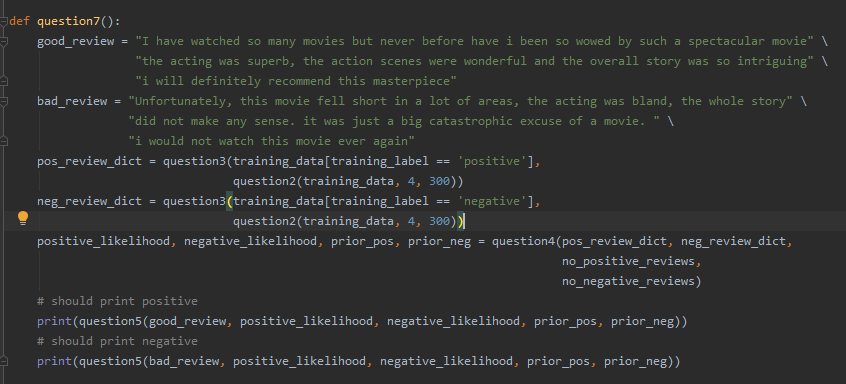 def question7():
    good_review = "I have watched so many movies but never before have i been so wowed by such a spectacular movie" \
                  "the acting was superb, the action scenes were wonderful and the overall story was so intriguing" \
                  "i will definitely recommend this masterpiece"
    bad_review = "Unfortunately, this movie fell short in a lot of areas, the acting was bland, the whole story" \
                 "did not make any sense. it was just a big catastrophic excuse of a movie. " \
                 "i would not watch this movie ever again"
    pos_review_dict = question3(training_data[training_label == 'positive'],
                                question2(training_data, 4, 300))
    neg_review_dict = question3(training_data[training_label == 'negative'],
                                question2(training_data, 4, 300))
    positive_likelihood, negative_likelihood, prior_pos, prior_neg = question4(pos_review_dict, neg_review_dict,
                                                                               no_positive_reviews,
                                                                               no_negative_reviews)
    # should print positive
    print(question5(good_review, positive_likelihood, negative_likelihood, prior_pos, prior_neg))
    # should print negative
    print(question5(bad_review, positive_likelihood, negative_likelihood, prior_pos, prior_neg))